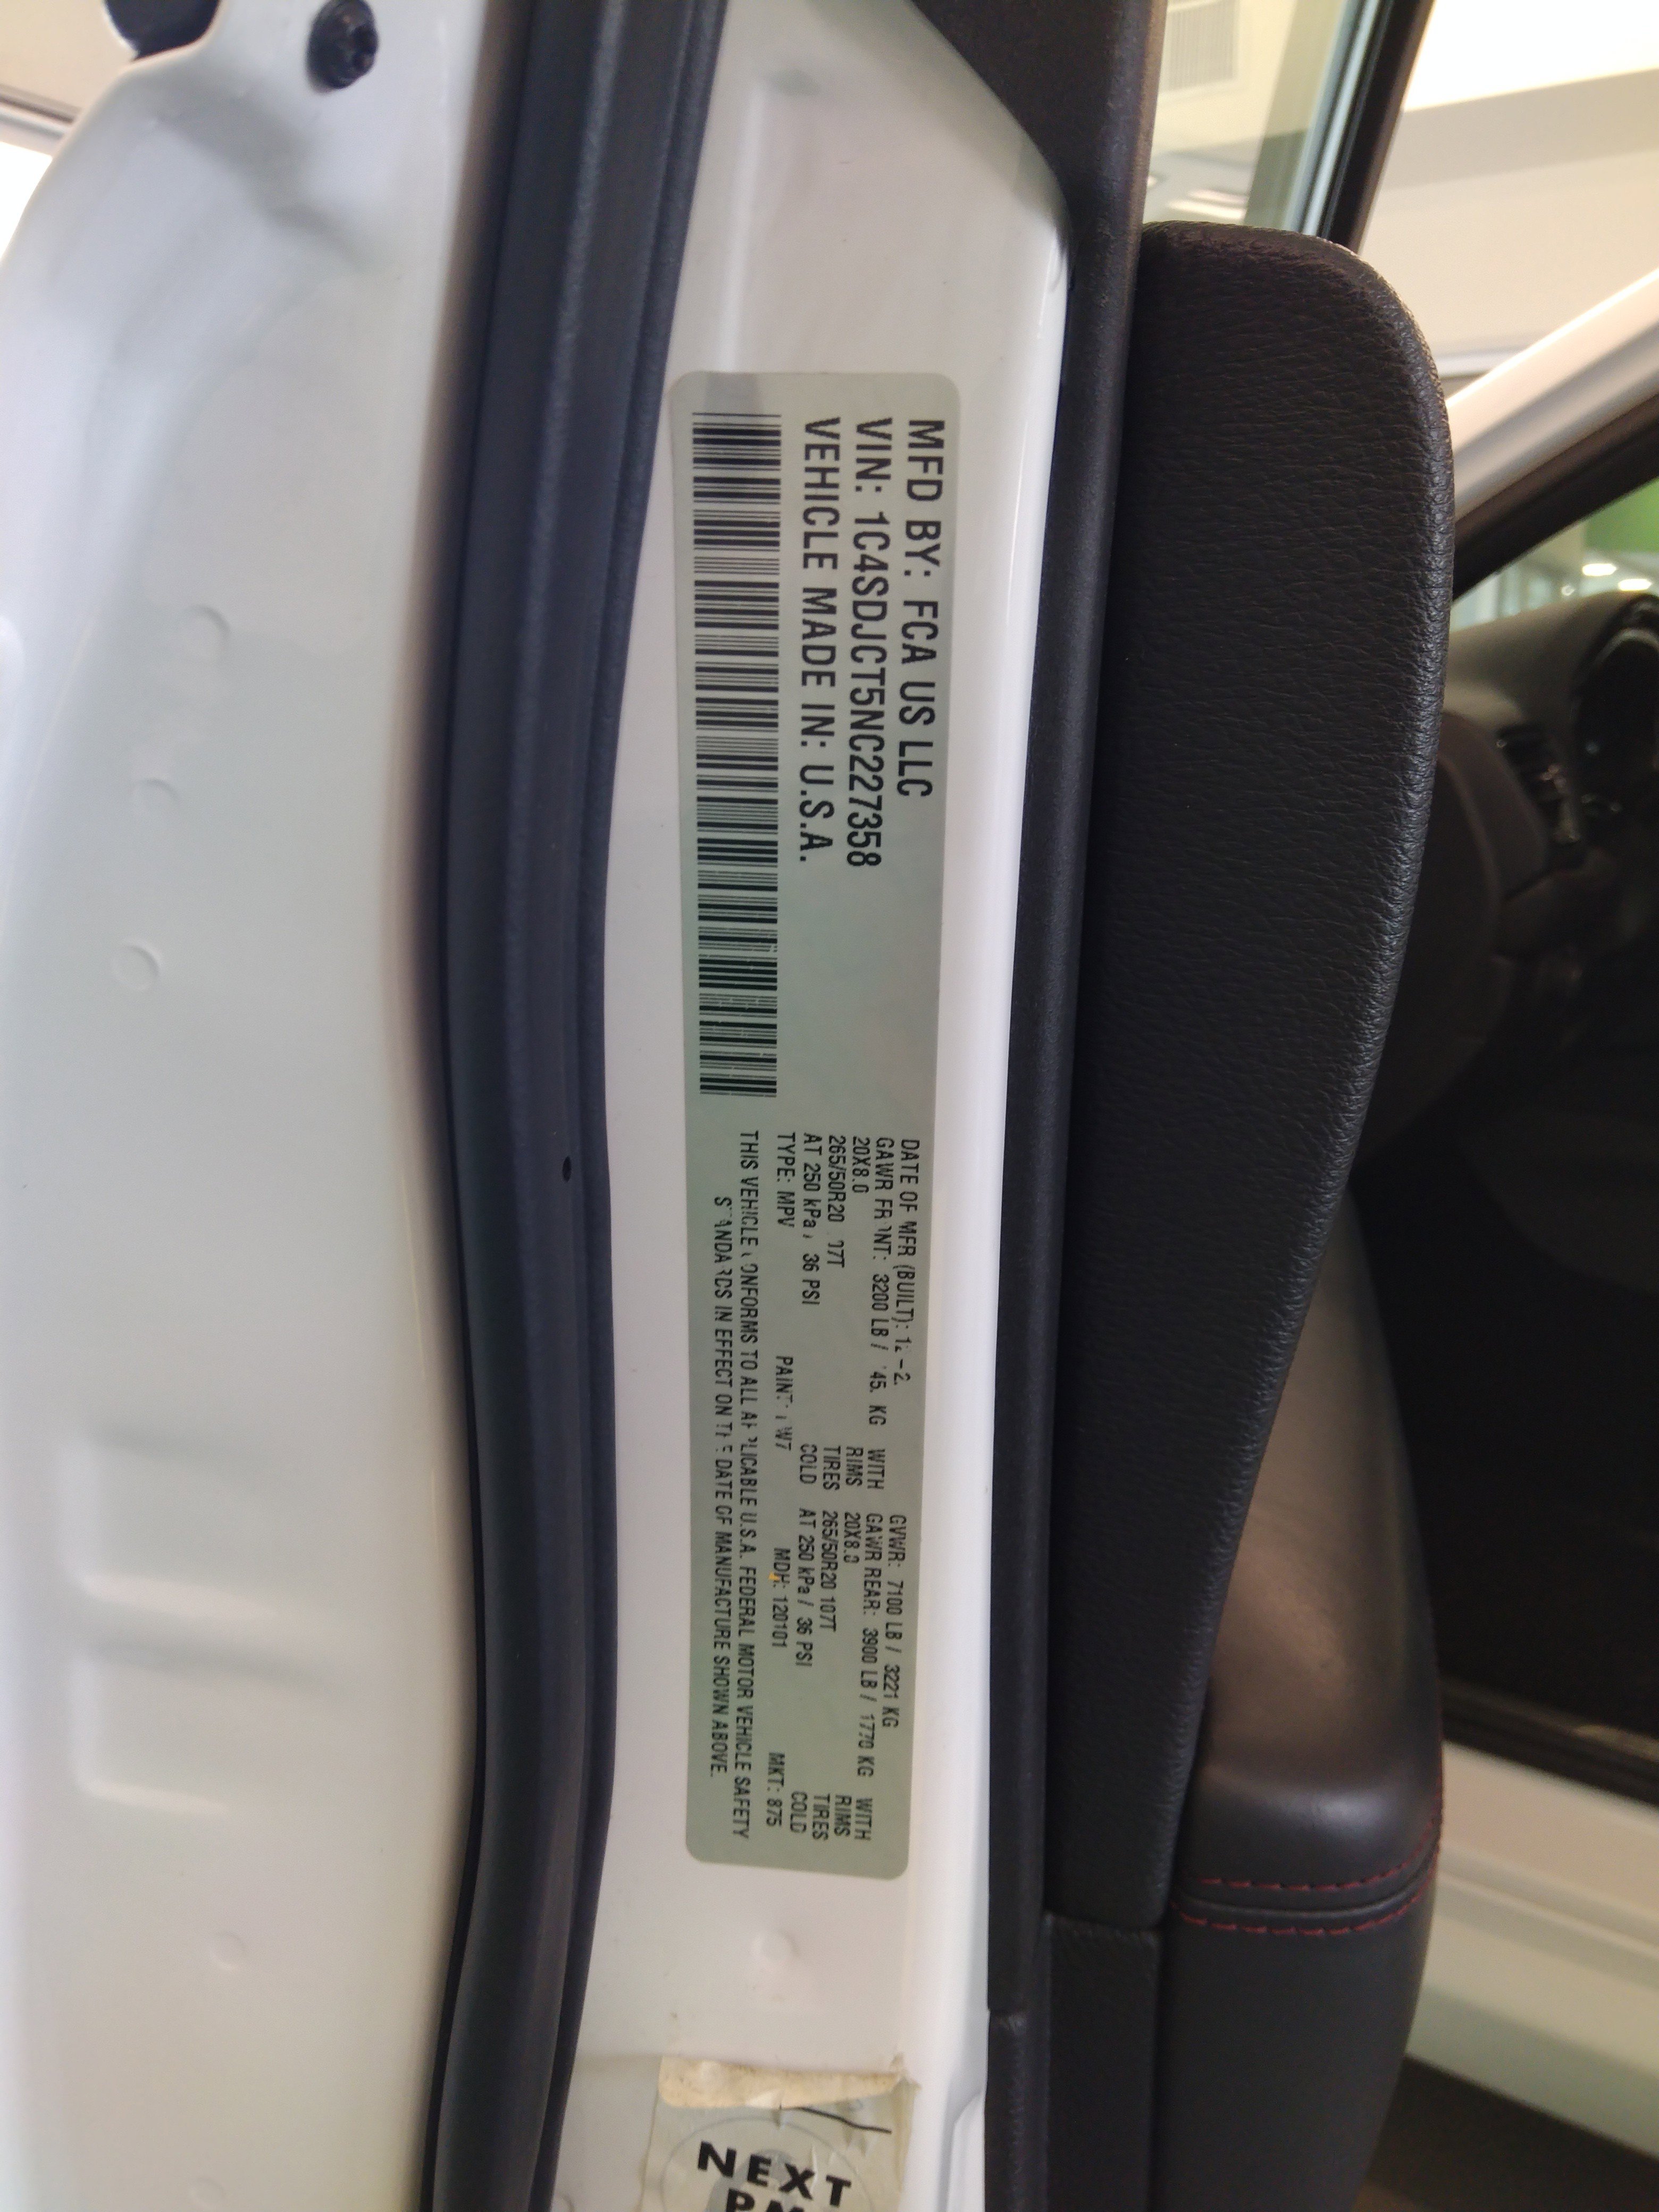 MFD BY: FCA US LLC
VIN: 1C4SDJCT5NC227358
VEHICLE MADE IN: U.S.A.
DATE OF MFR (BUILT):
GVWR: 7100 LB / 3221 KG
GAWR 3200 LB / KG WITH
GAWR REAR: 3900 LB / 1770 KG WITH
20X8.0 RIMS
20X8.0 RIMS
265/50R20 TIRES
265/50R20 107T TIRES
AT 250 kPa / 36 PSI COLD
AT 250 kPa / 36 PSI COLD
TYPE: MPV MDH: 120101 MKT: 875
THIS VEHICLE TO ALL U.S.A. FEDERAL MOTOR VEHICLE SAFETY
IN EFFECT ON DATE OF MANUFACTURE SHOWN ABOVE.
NEXT